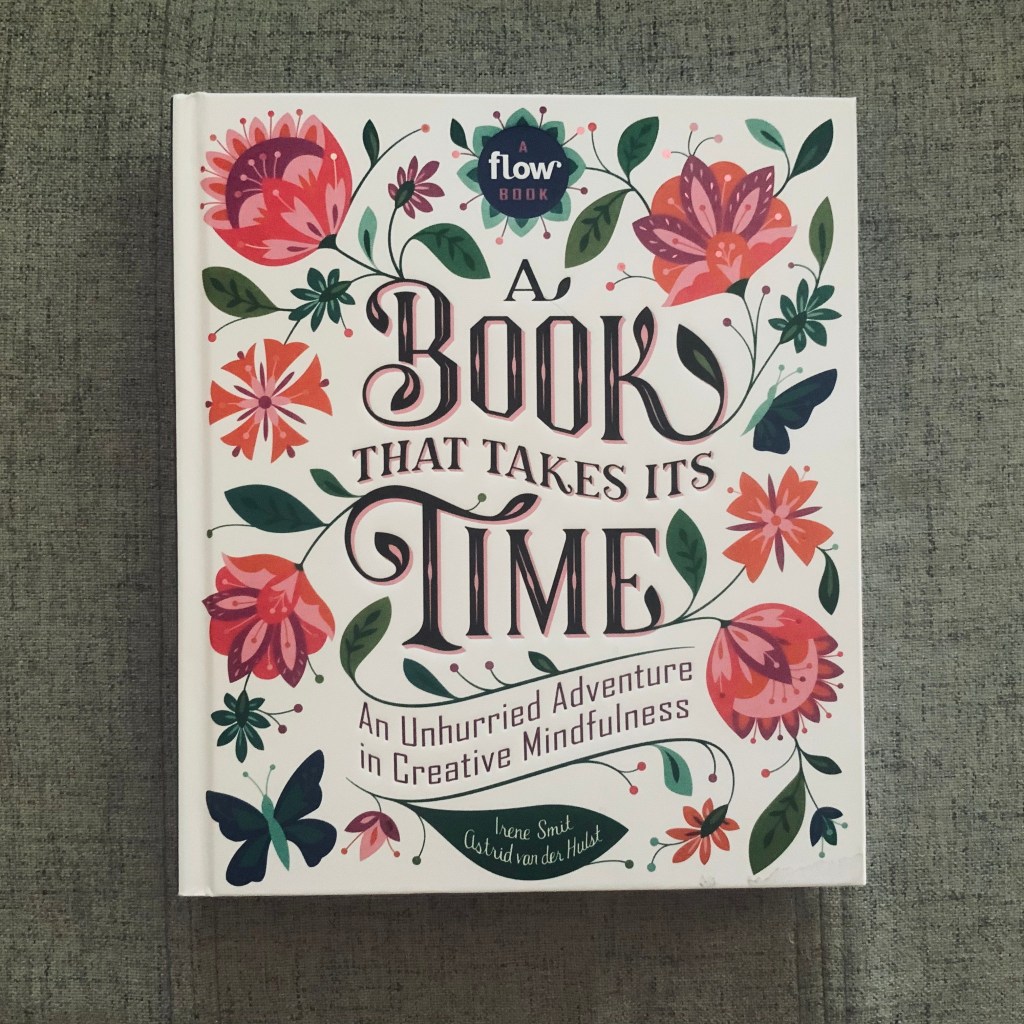 A
flow
BOOK
A
BOOK
THAT TAKES ITS
TIME
An Unhurried Adventure
in Creative Mindfulness
Irene Smit
Astrid van der Hulst